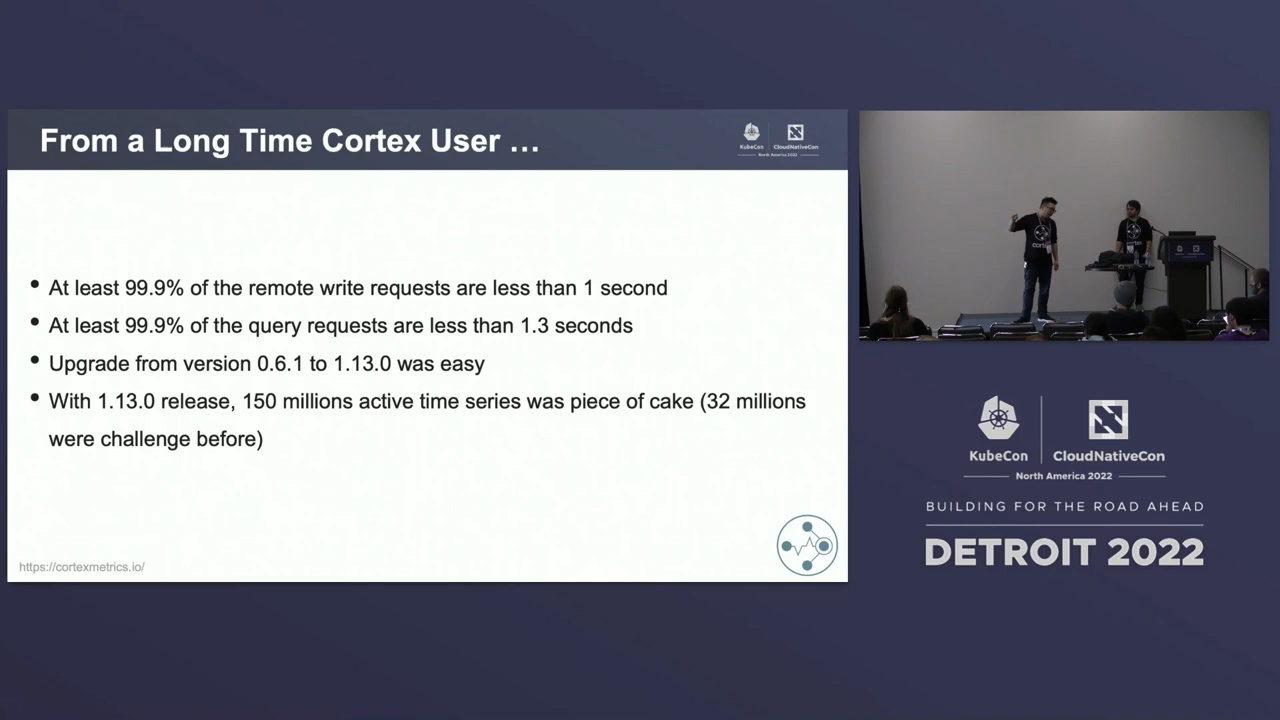 From a Long Time Cortex User …
KubeCon
CloudNativeCon
North America 2022
• At least 99.9% of the remote write requests are less than 1 second
• At least 99.9% of the query requests are less than 1.3 seconds
• Upgrade from version 0.6.1 to 1.13.0 was easy
• With 1.13.0 release, 150 millions active time series was piece of cake (32 millions
were challenge before)
https://cortexmetrics.io/
cortex
KubeCon
CloudNativeCon
North America 2022
BUILDING FOR THE ROAD AHEAD
DETROIT 2022